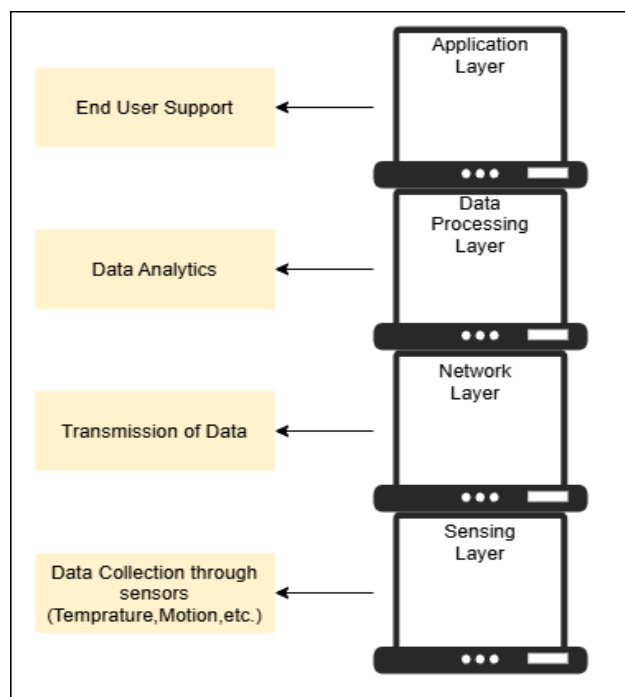 Application
Layer
End User Support
Data
Processing
Layer
Data Analytics
Network
Layer
Transmission of Data
Sensing
Layer
Data Collection through
sensors
(Temprature,Motion,etc.)